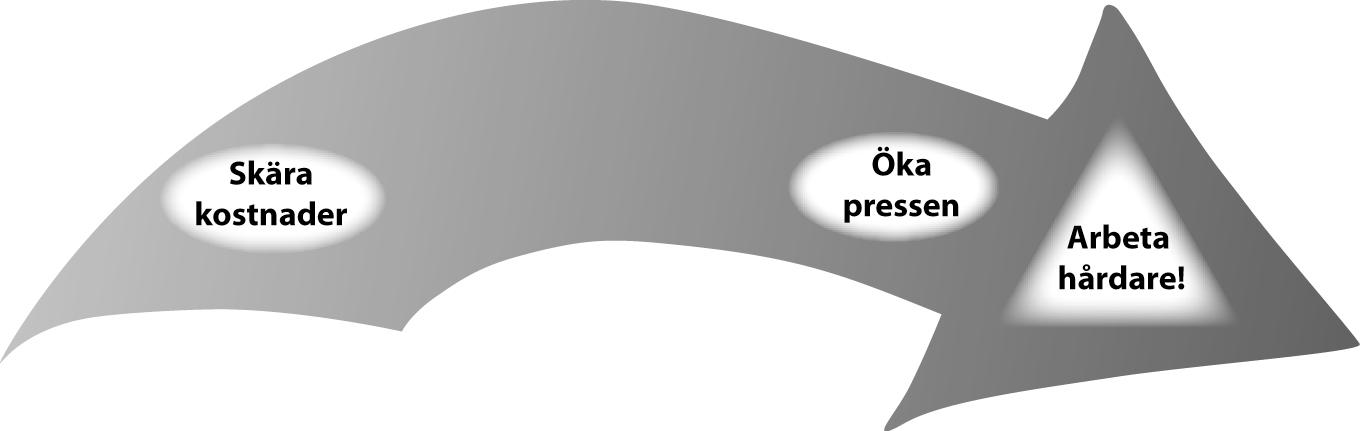 Skära
kostnader
Öka
pressen
Arbeta
hårdare!